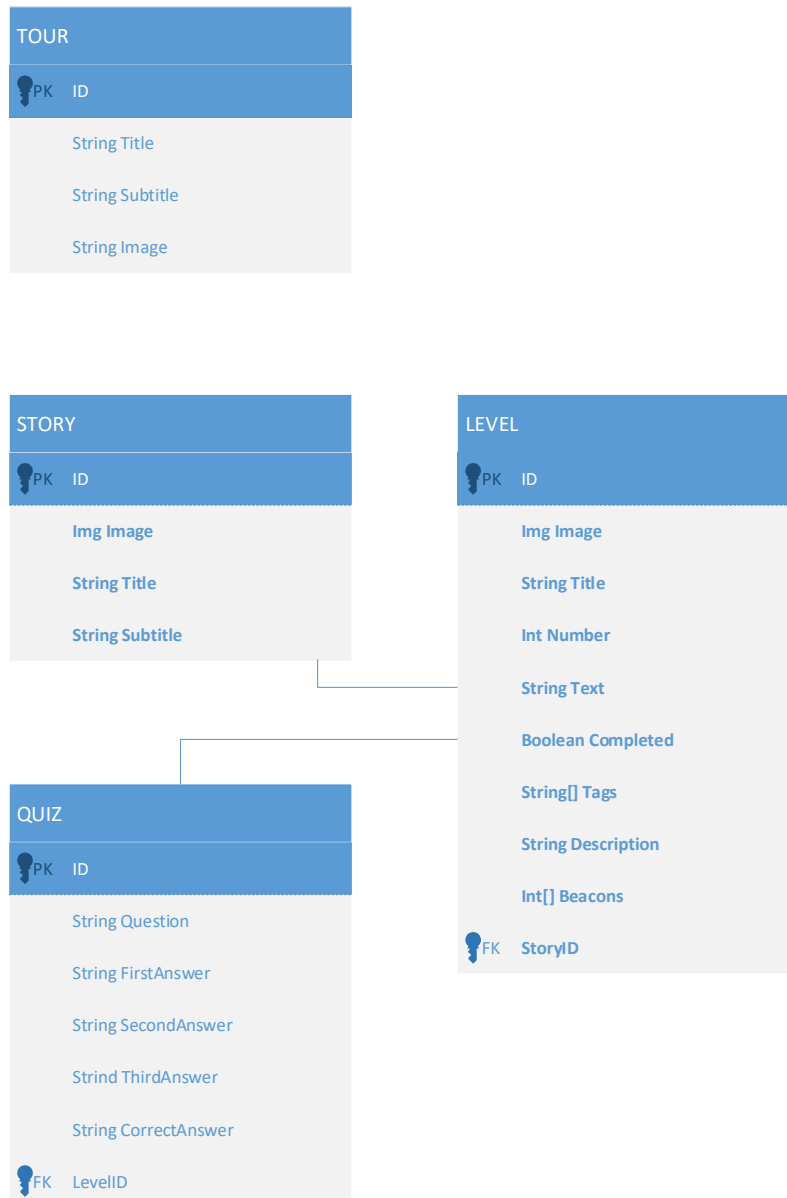 TOUR
PK ID
String Title
String Subtitle
String Image
STORY
PK ID
Img Image
String Title
String Subtitle
LEVEL
PK ID
Img Image
String Title
Int Number
String Text
Boolean Completed
String[] Tags
String Description
Int[] Beacons
FK StoryID
QUIZ
PK ID
String Question
String FirstAnswer
String SecondAnswer
Strind ThirdAnswer
String CorrectAnswer
FK LevelID